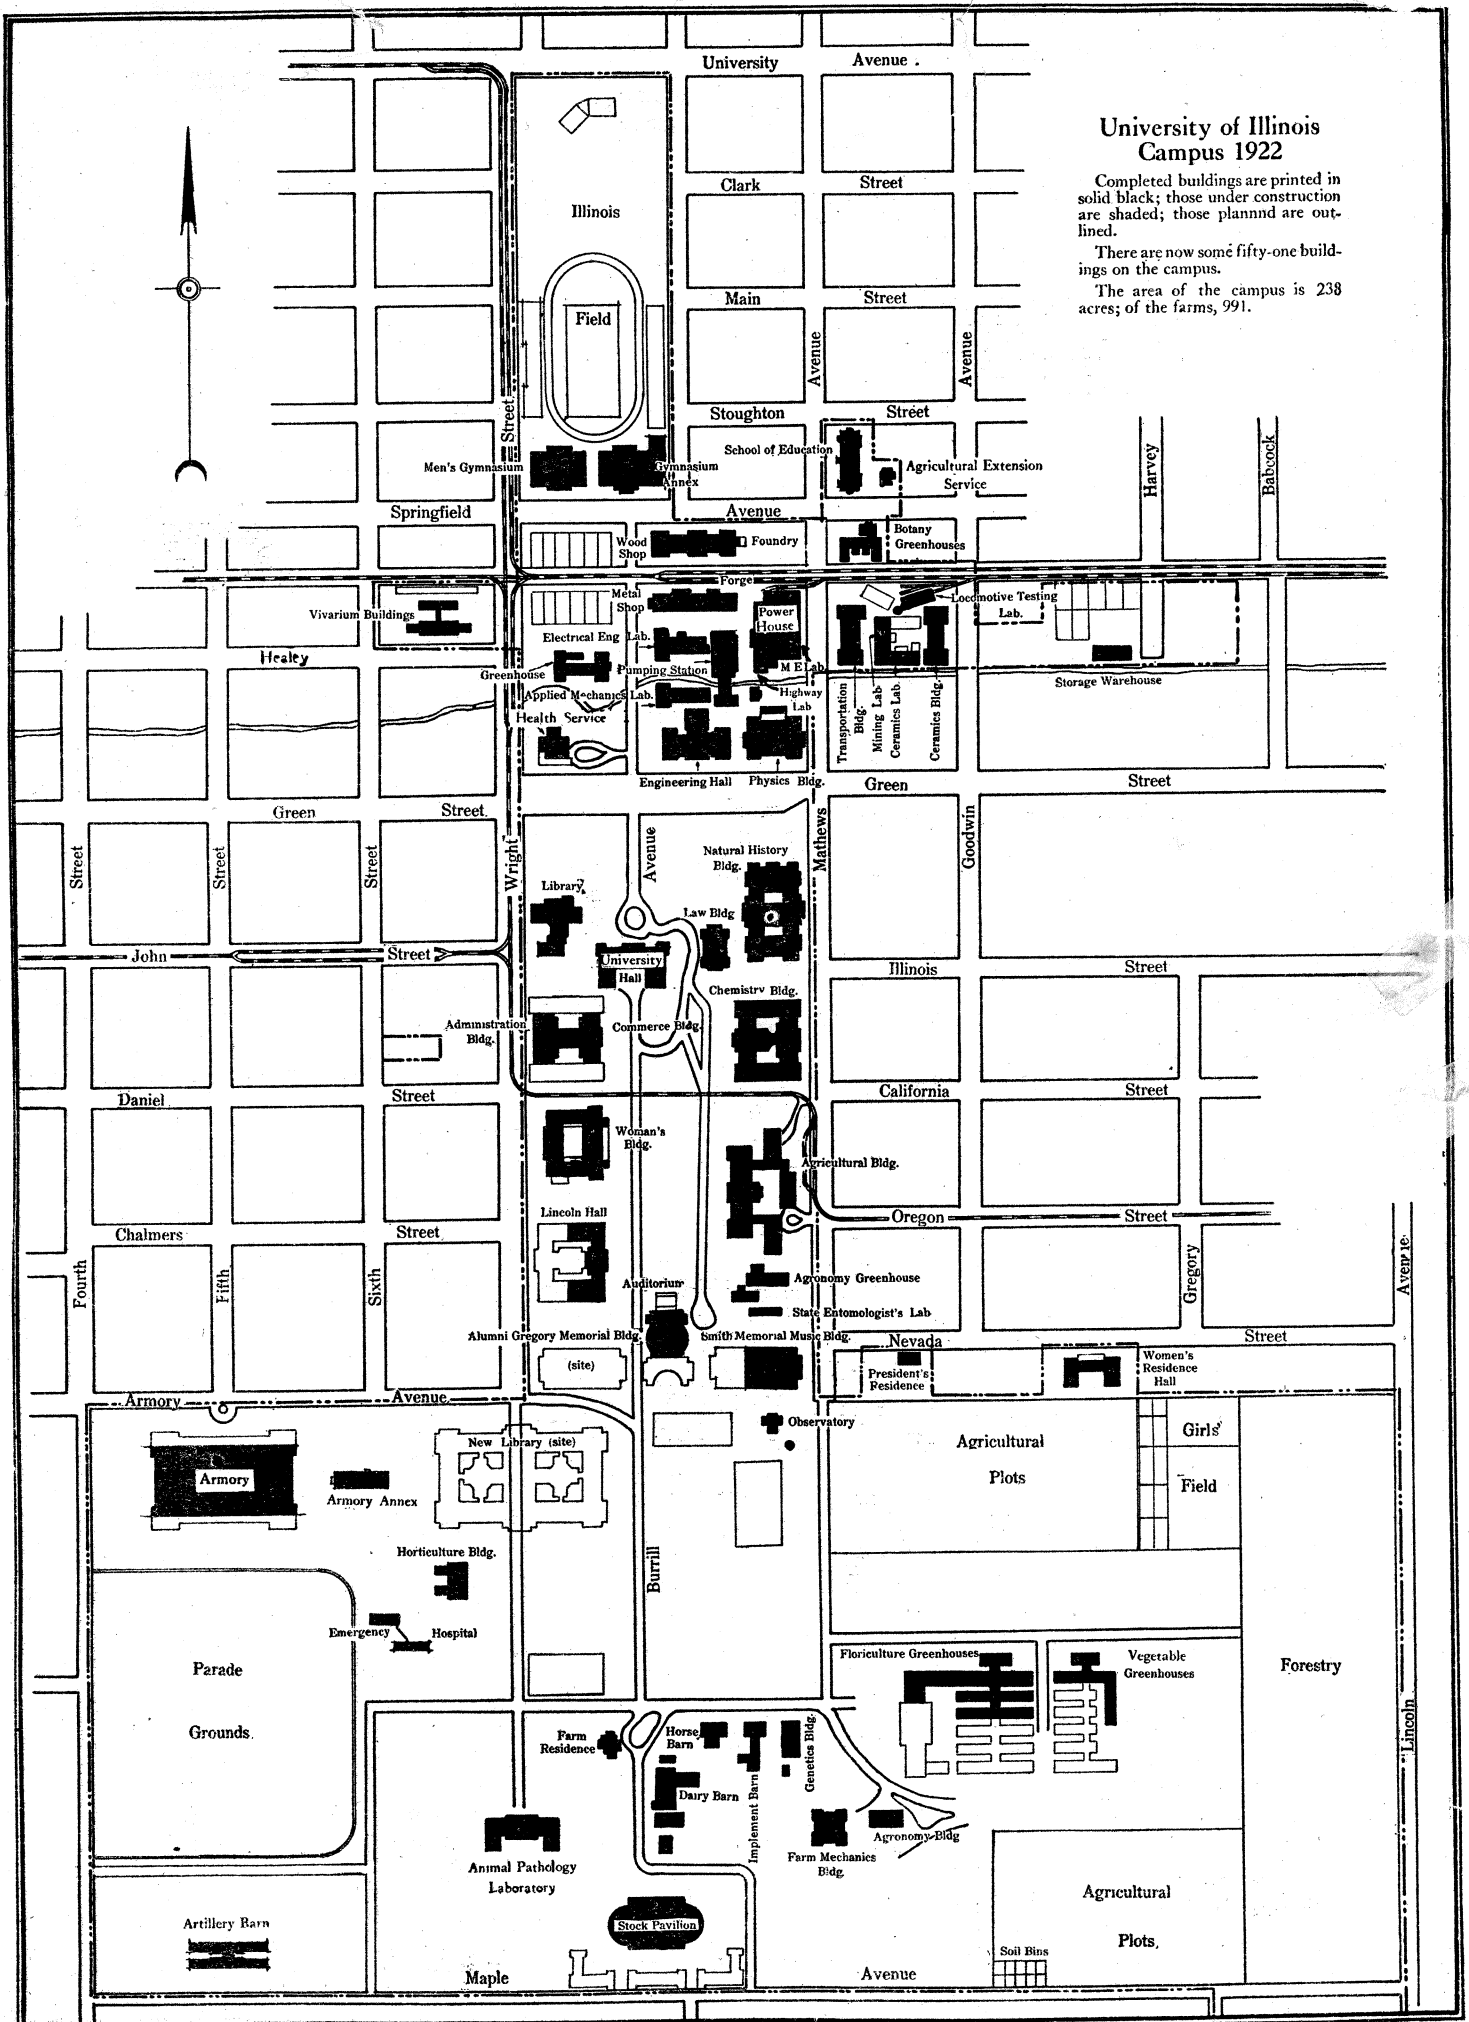 University Avenue .
University of Illinois
Campus 1922
Completed buildings are printed in
solid black; those under construction
are shaded; those plannnd are out-
lined.
There are now some fifty-one build-
ings on the campus.
The area of the campus is 238
acres; of the farms, 991.
Clark Street
Illinois
Main Street
Field
Avenue
Avenue
Street
Stoughton Street
School of Education
Men's Gymnasium
Gymnasium
Annex
Agricultural Extension
Service
Harvey
Babcock
Springfield Avenue
Wood
Shop
Foundry
Botany
Greenhouses
Forge
Metal
Shop
Vivarium Buildings
Power
House
Locomotive Testing
Lab.
Electrical Eng Lab.
Healey
Greenhouse
Pumping Station
M E Lab.
Applied Mechanics Lab.
Highway
Lab
Storage Warehouse
Health Service
Transportation
Bldg.
Mining Lab
Ceramics Lab.
Ceramics Bldg.
Engineering Hall
Physics Bldg.
Green Street
Green Street.
Street
Street
Street
Wright
Avenue
Mathews
Goodwin
Natural History
Bldg.
Library
Law Bldg
John Street
University
Hall
Illinois Street
Chemistry Bldg.
Administration
Bldg.
Commerce Bldg.
Daniel Street
California Street
Woman's
Bldg.
Agricultural Bldg.
Lincoln Hall
Chalmers Street
Oregon Street
Fourth
Fifth
Sixth
Gregory
Avenue
Auditorium
Agronomy Greenhouse
State Entomologist's Lab
Alumni Gregory Memorial Bldg.
(site)
Smith Memorial Music Bldg.
Nevada Street
President's
Residence
Women's
Residence
Hall
Armory Avenue
Observatory
New Library (site)
Armory
Armory Annex
Agricultural
Plots
Girls'
Field
Horticulture Bldg.
Burrill
Emergency Hospital
Parade
Grounds.
Floriculture Greenhouses
Vegetable
Greenhouses
Forestry
Lincoln
Farm
Residence
Horse
Barn
Genetics Bldg.
Dairy Barn
Implement Barn
Agronomy Bldg
Farm Mechanics
Bldg.
Animal Pathology
Laboratory
Agricultural
Plots,
Artillery Barn
Stock Pavilion
Soil Bins
Maple Avenue